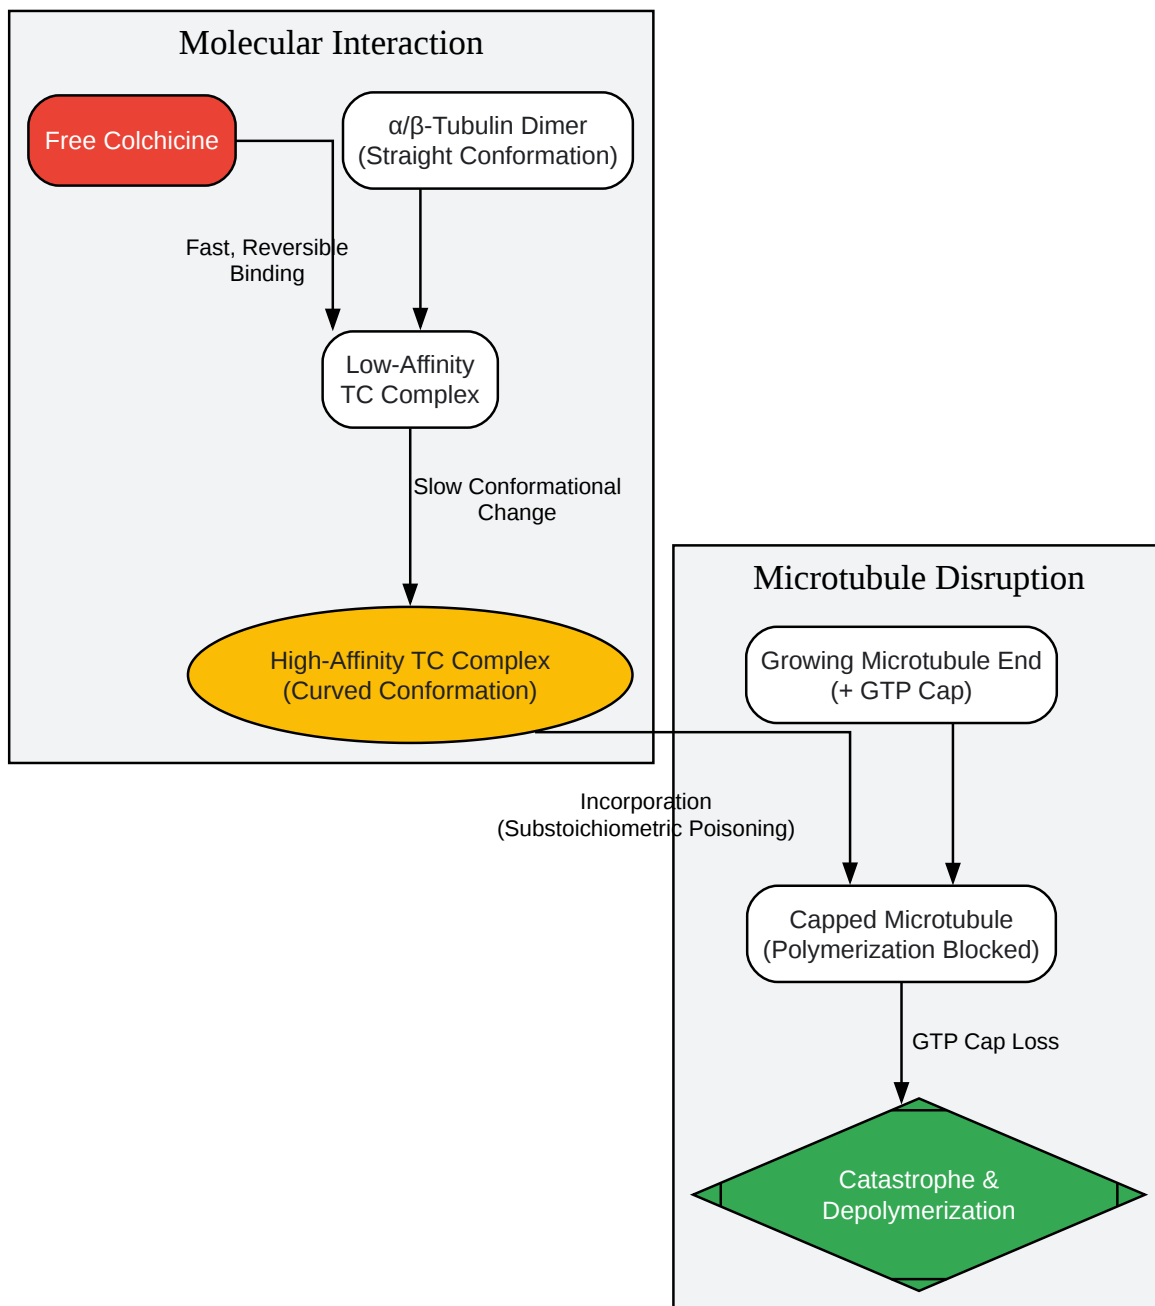 Molecular Interaction
Free Colchicine
α/β-Tubulin Dimer
(Straight Conformation)
Fast, Reversible
Binding
Low-Affinity
TC Complex
Slow Conformational
Change
High-Affinity TC Complex
(Curved Conformation)
Microtubule Disruption
Growing Microtubule End
(+ GTP Cap)
Incorporation
(Substoichiometric Poisoning)
Capped Microtubule
(Polymerization Blocked)
GTP Cap Loss
Catastrophe &
Depolymerization